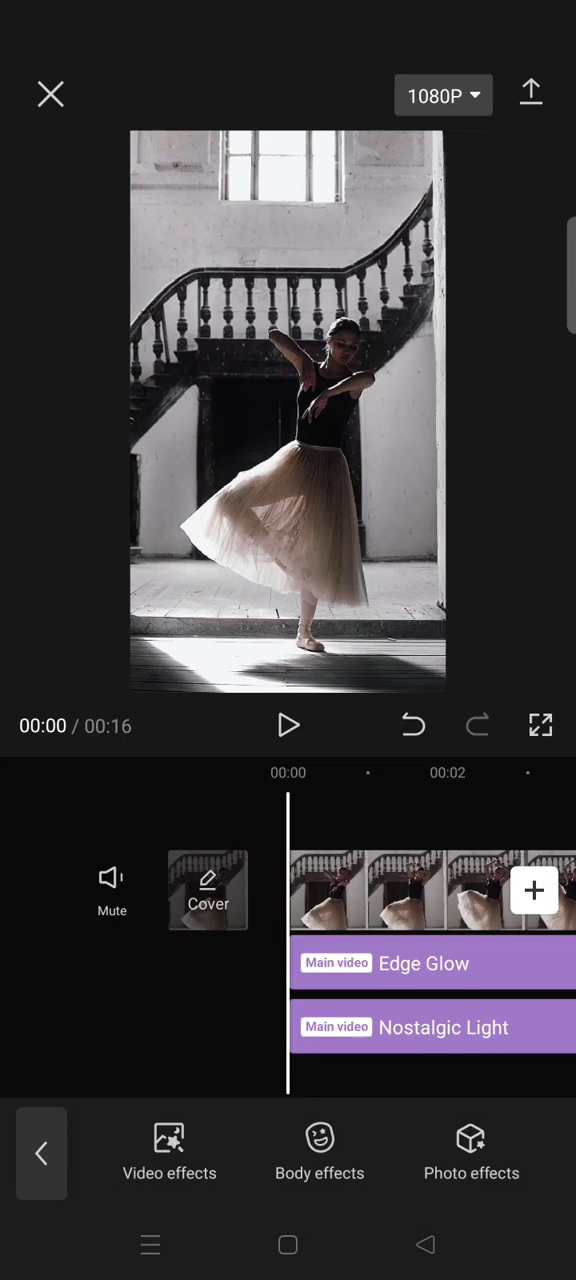 1080P
00:00 / 00:16
00:00 00:02
Mute
Cover
Main video Edge Glow
Main video Nostalgic Light
Video effects Body effects Photo effects